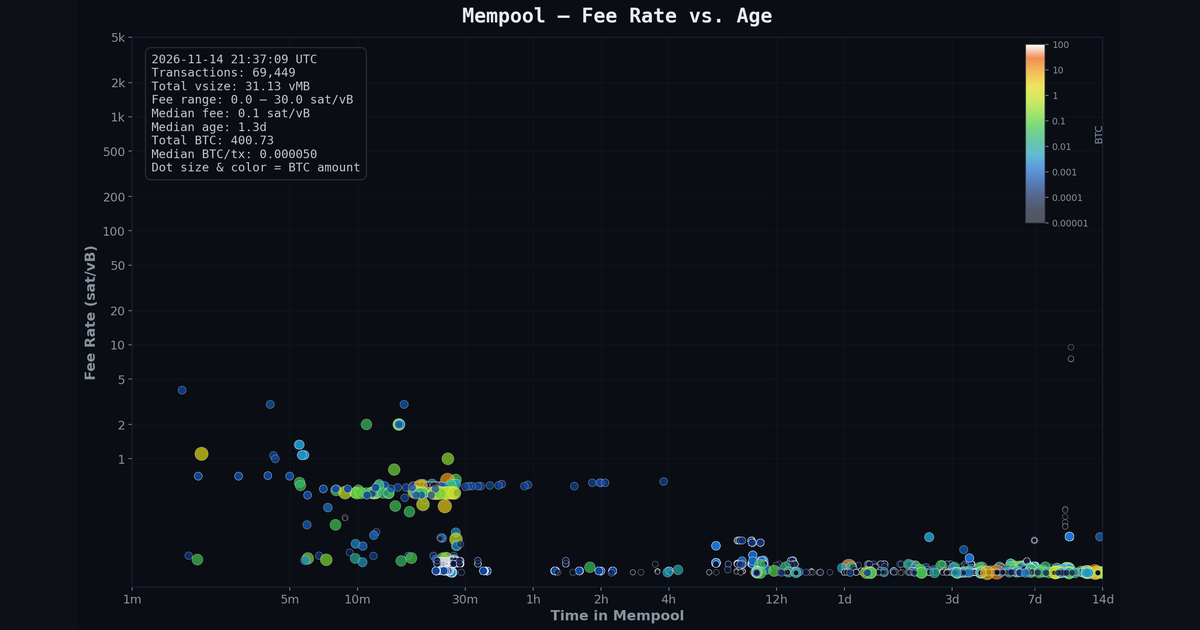 Mempool — Fee Rate vs. Age
5k
2k
1k
500
200
100
50
20
10
5
2
1
Fee Rate (sat/vB)
2026-11-14 21:37:09 UTC
Transactions: 69,449
Total vsize: 31.13 vMB
Fee range: 0.0 – 30.0 sat/vB
Median fee: 0.1 sat/vB
Median age: 1.3d
Total BTC: 400.73
Median BTC/tx: 0.000050
Dot size & color = BTC amount
100
10
1
0.1
0.01
0.001
0.0001
0.00001
BTC
1m 5m 10m 30m 1h 2h 4h 12h 1d 3d 7d 14d
Time in Mempool